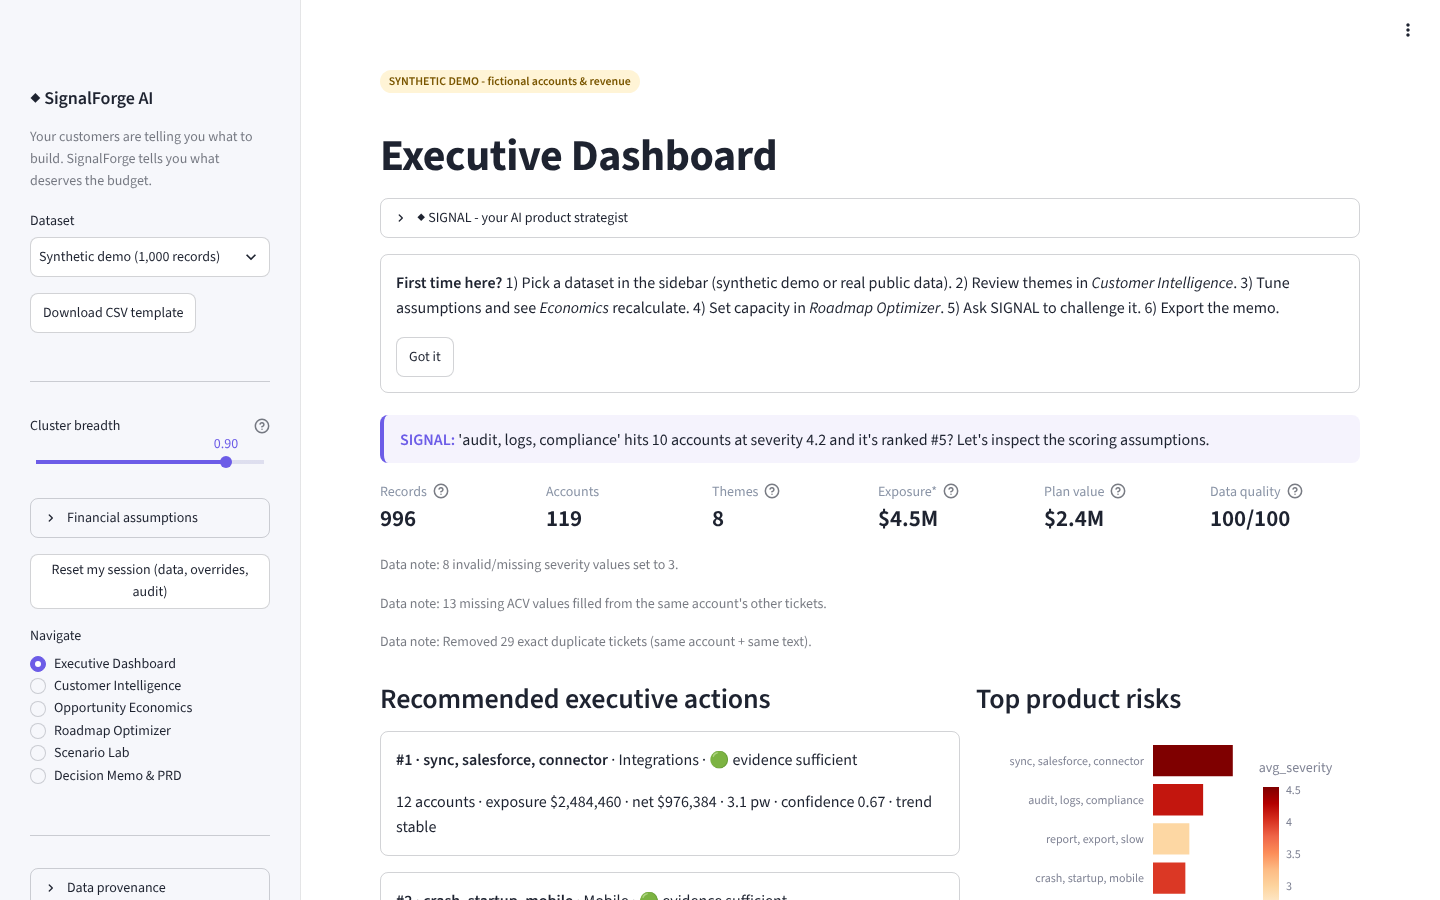 ◆ SignalForge AI
Your customers are telling you what to
build. SignalForge tells you what
deserves the budget.
Dataset
Synthetic demo (1,000 records)
Download CSV template
Cluster breadth
0.90
Financial assumptions
Reset my session (data, overrides,
audit)
Navigate
Executive Dashboard
Customer Intelligence
Opportunity Economics
Roadmap Optimizer
Scenario Lab
Decision Memo & PRD
Data provenance
SYNTHETIC DEMO - fictional accounts & revenue
Executive Dashboard
◆ SIGNAL - your AI product strategist
First time here? 1) Pick a dataset in the sidebar (synthetic demo or real public data). 2) Review themes in Customer Intelligence. 3) Tune
assumptions and see Economics recalculate. 4) Set capacity in Roadmap Optimizer. 5) Ask SIGNAL to challenge it. 6) Export the memo.
Got it
SIGNAL: 'audit, logs, compliance' hits 10 accounts at severity 4.2 and it's ranked #5? Let's inspect the scoring assumptions.
Records Accounts Themes Exposure* Plan value Data quality
996 119 8 $4.5M $2.4M 100/100
Data note: 8 invalid/missing severity values set to 3.
Data note: 13 missing ACV values filled from the same account's other tickets.
Data note: Removed 29 exact duplicate tickets (same account + same text).
Recommended executive actions
#1 · sync, salesforce, connector · Integrations · 🟢 evidence sufficient
12 accounts · exposure $2,484,460 · net $976,384 · 3.1 pw · confidence 0.67 · trend
stable
#2 · crash, startup, mobile · Mobile · 🟢 evidence sufficient
Top product risks
sync, salesforce, connector
audit, logs, compliance
report, export, slow
crash, startup, mobile
avg_severity
4.5
4
3.5
3